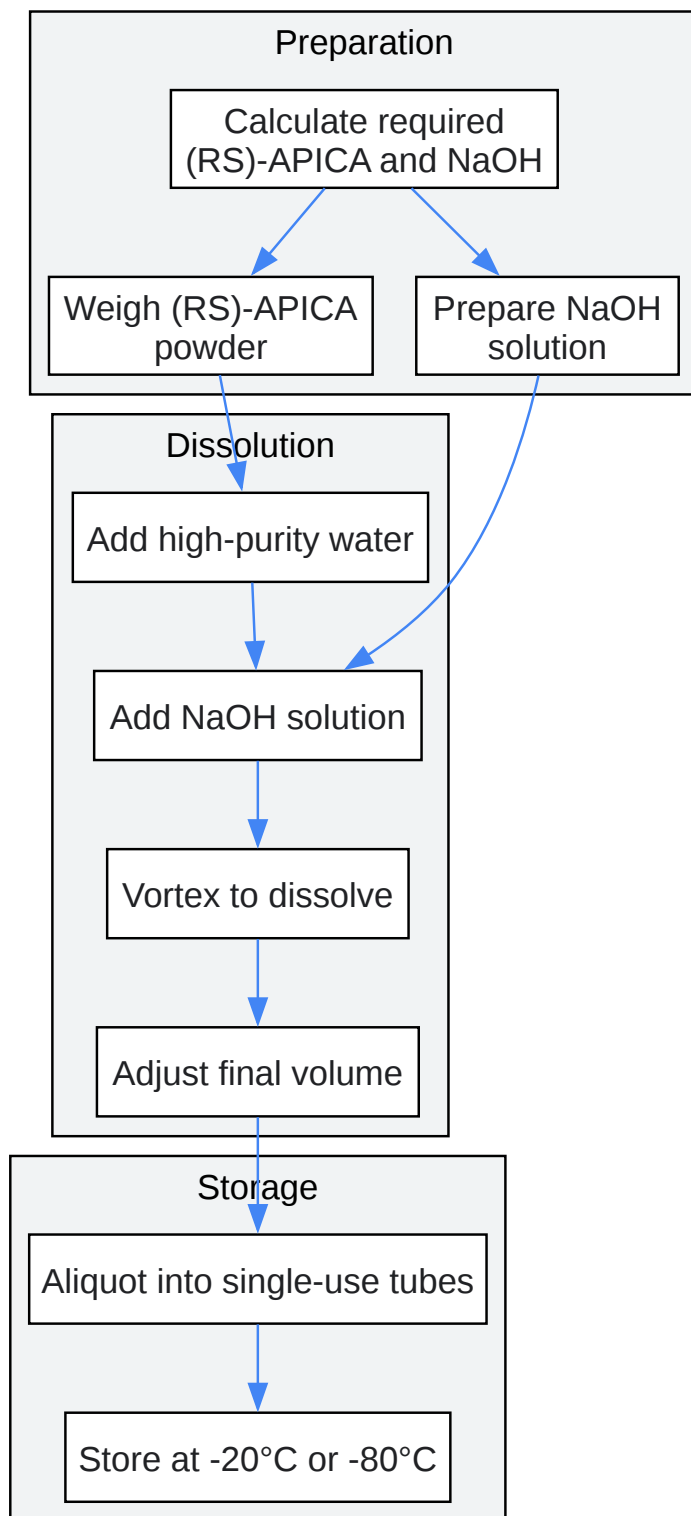 Preparation
Calculate required
(RS)-APICA and NaOH
Weigh (RS)-APICA
powder
Prepare NaOH
solution
Dissolution
Add high-purity water
Add NaOH solution
Vortex to dissolve
Adjust final volume
Storage
Aliquot into single-use tubes
Store at -20°C or -80°C